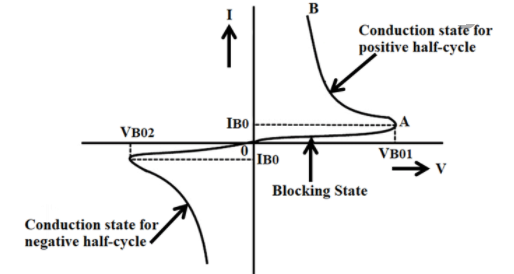 I
B
Conduction state for
positive half-cycle
IB0
A
VB02
0
IB0
VB01
V
Blocking State
Conduction state for
negative half-cycle